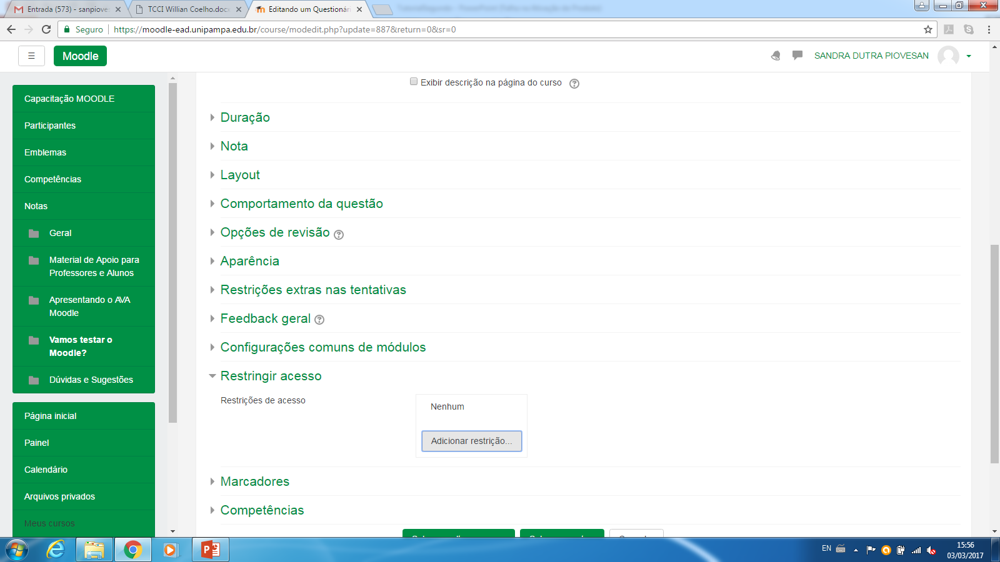 Entrada (573) - sanpioves
TCCI Willian Coelho.docx
Editando um Questionári
Seguro
https://moodle-ead.unipampa.edu.br/course/modedit.php?update=887&return=0&sr=0
Moodle
SANDRA DUTRA PIOVESAN
Capacitação MOODLE
Participantes
Emblemas
Competências
Notas
Geral
Material de Apoio para
Professores e Alunos
Apresentando o AVA
Moodle
Vamos testar o
Moodle?
Dúvidas e Sugestões
Página inicial
Painel
Calendário
Arquivos privados
Meus cursos
Exibir descrição na página do curso
Duração
Nota
Layout
Comportamento da questão
Opções de revisão
Aparência
Restrições extras nas tentativas
Feedback geral
Configurações comuns de módulos
Restringir acesso
Restrições de acesso
Nenhum
Adicionar restrição...
Marcadores
Competências
EN
15:56
03/03/2017